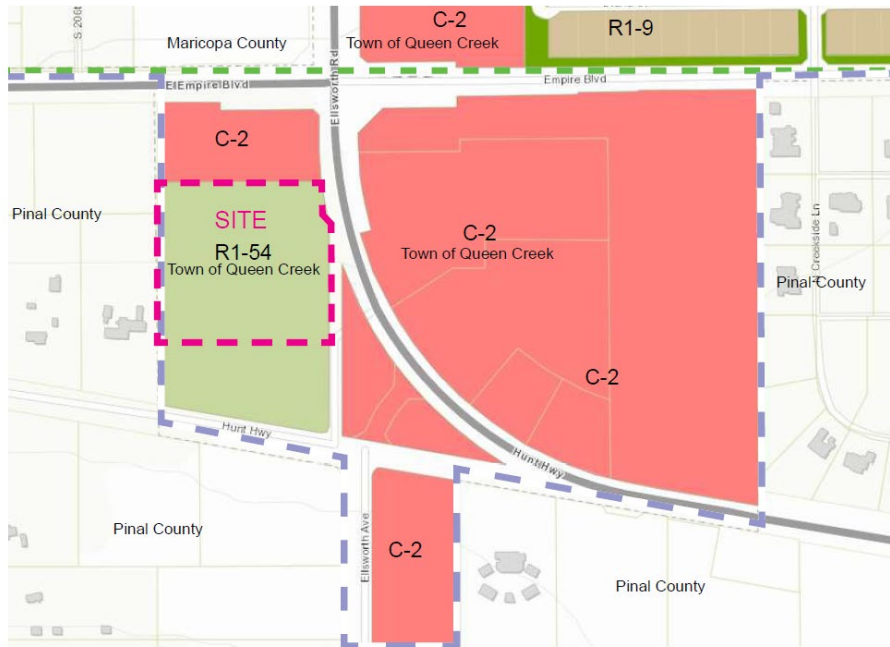 S 206t
Maricopa County
C-2
Town of Queen Creek
R1-9
Ellsworth Rd
E Empire Blvd
Empire Blvd
C-2
Pinal County
SITE
R1-54
Town of Queen Creek
C-2
Town of Queen Creek
N Creekside Ln
Pinal County
C-2
Hunt Hwy
Hunt Hwy
Pinal County
Ellsworth Ave
C-2
Pinal County